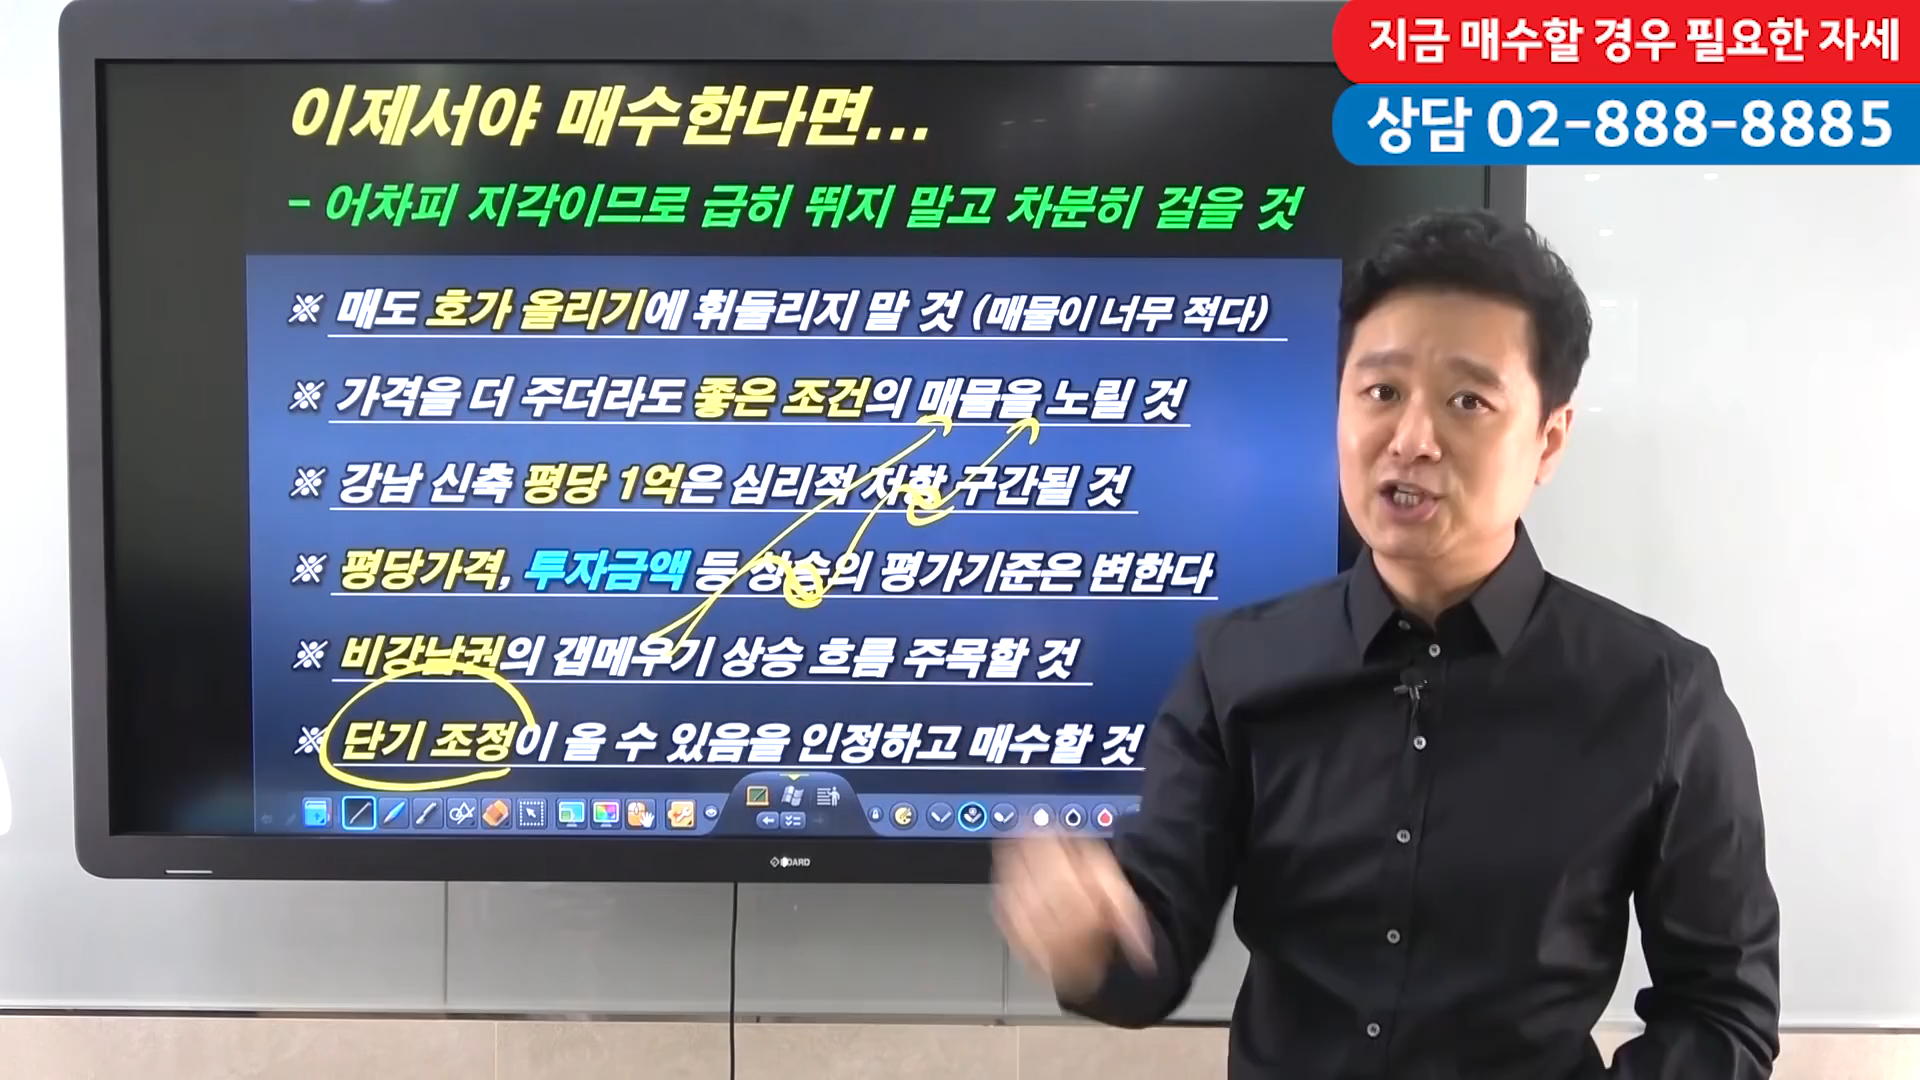 지금 매수할 경우 필요한 자세
상담 02-888-8885
이제서야 매수한다면...
- 어차피 지각이므로 급히 뛰지 말고 차분히 걸을 것
※ 매도 호가 올리기에 휘둘리지 말 것 (매물이 너무 적다)
※ 가격을 더 주더라도 좋은 조건의 매물을 노릴 것
※ 강남 신축 평당 1억은 심리적 저항 구간될 것
※ 평당가격, 투자금액 등 상승의 평가기준은 변한다
※ 비강남권의 갭메우기 상승 흐름 주목할 것
※ 단기 조정이 올 수 있음을 인정하고 매수할 것